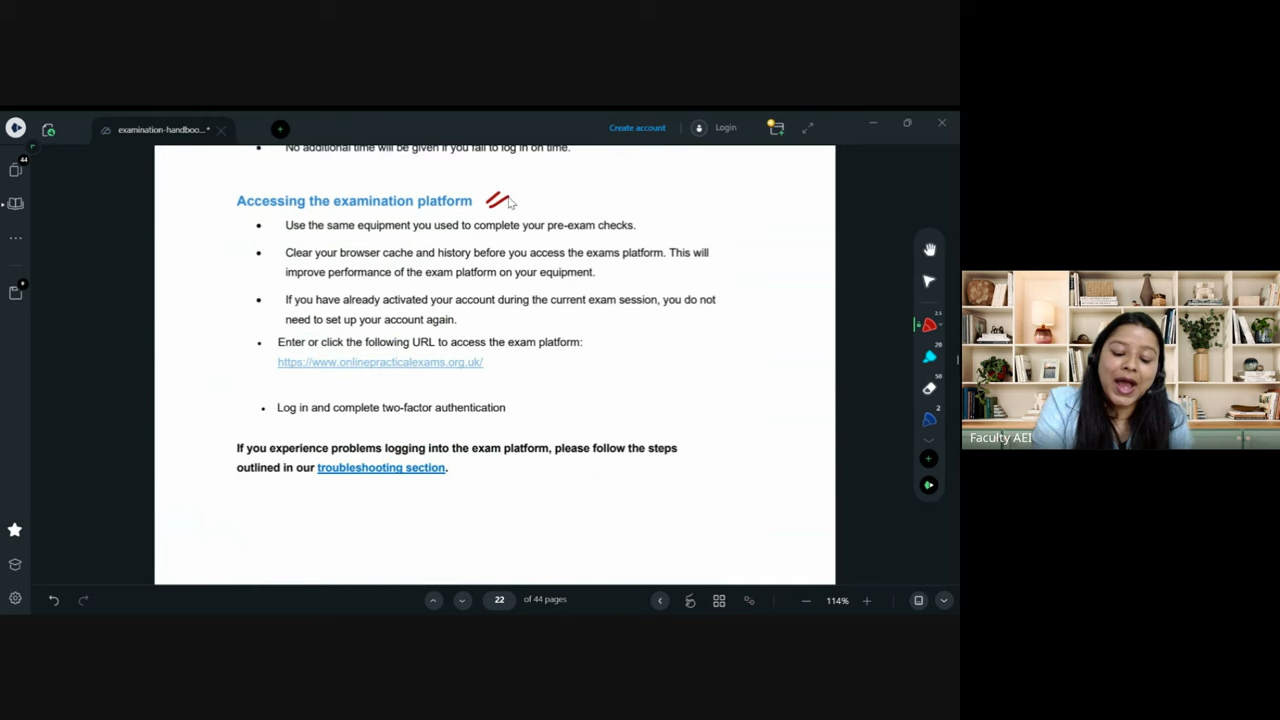 examination-handboo...*
Create account
Login
44
No additional time will be given if you fail to log in on time.
Accessing the examination platform
Use the same equipment you used to complete your pre-exam checks.
Clear your browser cache and history before you access the exams platform. This will
improve performance of the exam platform on your equipment.
If you have already activated your account during the current exam session, you do not
need to set up your account again.
Enter or click the following URL to access the exam platform:
https://www.onlinepracticalexams.org.uk/
Log in and complete two-factor authentication
If you experience problems logging into the exam platform, please follow the steps
outlined in our troubleshooting section.
2.5
20
50
2
Faculty AEI
22 of 44 pages
114%